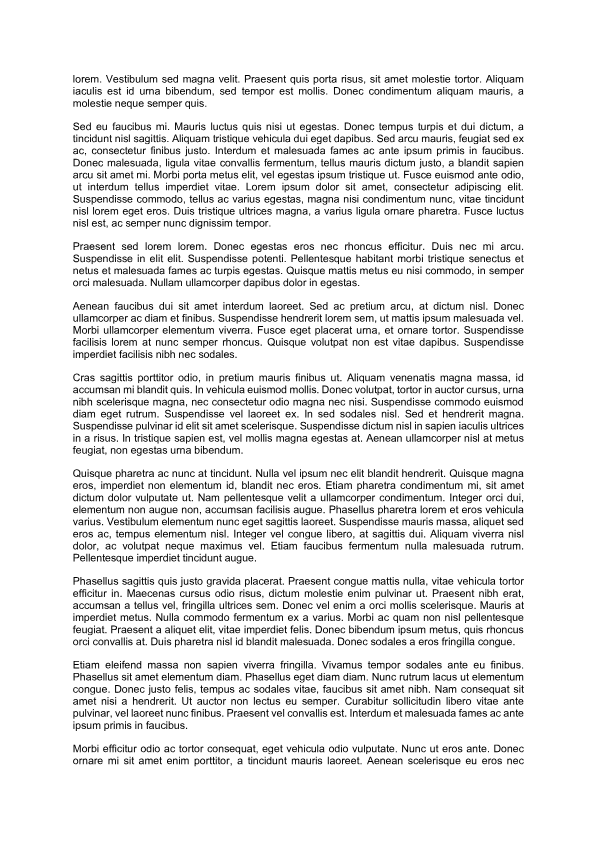 lorem. Vestibulum sed magna velit. Praesent quis porta risus, sit amet molestie tortor. Aliquam
iaculis est id urna bibendum, sed tempor est mollis. Donec condimentum aliquam mauris, a
molestie neque semper quis.
Sed eu faucibus mi. Mauris luctus quis nisi ut egestas. Donec tempus turpis et dui dictum, a
tincidunt nisl sagittis. Aliquam tristique vehicula dui eget dapibus. Sed arcu mauris, feugiat sed ex
ac, consectetur finibus justo. Interdum et malesuada fames ac ante ipsum primis in faucibus.
Donec malesuada, ligula vitae convallis fermentum, tellus mauris dictum justo, a blandit sapien
arcu sit amet mi. Morbi porta metus elit, vel egestas ipsum tristique ut. Fusce euismod ante odio,
ut interdum tellus imperdiet vitae. Lorem ipsum dolor sit amet, consectetur adipiscing elit.
Suspendisse commodo, tellus ac varius egestas, magna nisi condimentum nunc, vitae tincidunt
nisl lorem eget eros. Duis tristique ultrices magna, a varius ligula ornare pharetra. Fusce luctus
nisl est, ac semper nunc dignissim tempor.
Praesent sed lorem lorem. Donec egestas eros nec rhoncus efficitur. Duis nec mi arcu.
Suspendisse in elit elit. Suspendisse potenti. Pellentesque habitant morbi tristique senectus et
netus et malesuada fames ac turpis egestas. Quisque mattis metus eu nisi commodo, in semper
orci malesuada. Nullam ullamcorper dapibus dolor in egestas.
Aenean faucibus dui sit amet interdum laoreet. Sed ac pretium arcu, at dictum nisl. Donec
ullamcorper ac diam et finibus. Suspendisse hendrerit lorem sem, ut mattis ipsum malesuada vel.
Morbi ullamcorper elementum viverra. Fusce eget placerat urna, et ornare tortor. Suspendisse
facilisis lorem at nunc semper rhoncus. Quisque volutpat non est vitae dapibus. Suspendisse
imperdiet facilisis nibh nec sodales.
Cras sagittis porttitor odio, in pretium mauris finibus ut. Aliquam venenatis magna massa, id
accumsan mi blandit quis. In vehicula euismod mollis. Donec volutpat, tortor in auctor cursus, urna
nibh scelerisque magna, nec consectetur odio magna nec nisi. Suspendisse commodo euismod
diam eget rutrum. Suspendisse vel laoreet ex. In sed sodales nisl. Sed et hendrerit magna.
Suspendisse pulvinar id elit sit amet scelerisque. Suspendisse dictum nisl in sapien iaculis ultrices
in a risus. In tristique sapien est, vel mollis magna egestas at. Aenean ullamcorper nisl at metus
feugiat, non egestas urna bibendum.
Quisque pharetra ac nunc at tincidunt. Nulla vel ipsum nec elit blandit hendrerit. Quisque magna
eros, imperdiet non elementum id, blandit nec eros. Etiam pharetra condimentum mi, sit amet
dictum dolor vulputate ut. Nam pellentesque velit a ullamcorper condimentum. Integer orci dui,
elementum non augue non, accumsan facilisis augue. Phasellus pharetra lorem et eros vehicula
varius. Vestibulum elementum nunc eget sagittis laoreet. Suspendisse mauris massa, aliquet sed
eros ac, tempus elementum nisl. Integer vel congue libero, at sagittis dui. Aliquam viverra nisl
dolor, ac volutpat neque maximus vel. Etiam faucibus fermentum nulla malesuada rutrum.
Pellentesque imperdiet tincidunt augue.
Phasellus sagittis quis justo gravida placerat. Praesent congue mattis nulla, vitae vehicula tortor
efficitur in. Maecenas cursus odio risus, dictum molestie enim pulvinar ut. Praesent nibh erat,
accumsan a tellus vel, fringilla ultrices sem. Donec vel enim a orci mollis scelerisque. Mauris at
imperdiet metus. Nulla commodo fermentum ex a varius. Morbi ac quam non nisl pellentesque
feugiat. Praesent a aliquet elit, vitae imperdiet felis. Donec bibendum ipsum metus, quis rhoncus
orci convallis at. Duis pharetra nisl id blandit malesuada. Donec sodales a eros fringilla congue.
Etiam eleifend massa non sapien viverra fringilla. Vivamus tempor sodales ante eu finibus.
Phasellus sit amet elementum diam. Phasellus eget diam diam. Nunc rutrum lacus ut elementum
congue. Donec justo felis, tempus ac sodales vitae, faucibus sit amet nibh. Nam consequat sit
amet nisi a hendrerit. Ut auctor non lectus eu semper. Curabitur sollicitudin libero vitae ante
pulvinar, vel laoreet nunc finibus. Praesent vel convallis est. Interdum et malesuada fames ac ante
ipsum primis in faucibus.
Morbi efficitur odio ac tortor consequat, eget vehicula odio vulputate. Nunc ut eros ante. Donec
ornare mi sit amet enim porttitor, a tincidunt mauris laoreet. Aenean scelerisque eu eros nec